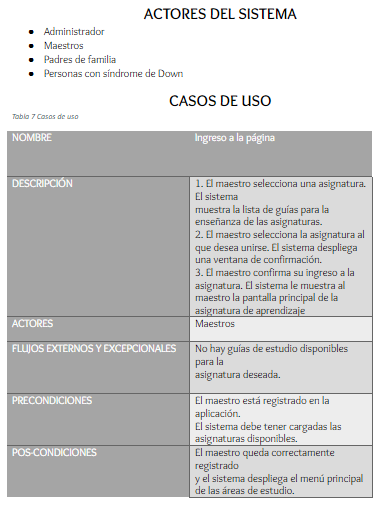 ACTORES DEL SISTEMA
● Administrador
● Maestros
● Padres de familia
● Personas con síndrome de Down
CASOS DE USO
Tabla 7 Casos de uso
NOMBRE
Ingreso a la página
DESCRIPCIÓN
1. El maestro selecciona una asignatura.
El sistema
muestra la lista de guías para la
enseñanza de las asignaturas.
2. El maestro selecciona la asignatura al
que desea unirse. El sistema despliega
una ventana de confirmación.
3. El maestro confirma su ingreso a la
asignatura. El sistema le muestra al
maestro la pantalla principal de la
asignatura de aprendizaje
ACTORES
Maestros
FLUJOS EXTERNOS Y EXCEPCIONALES
No hay guías de estudio disponibles
para la
asignatura deseada.
PRECONDICIONES
El maestro está registrado en la
aplicación.
El sistema debe tener cargadas las
asignaturas disponibles.
POS-CONDICIONES
El maestro queda correctamente
registrado
y el sistema despliega el menú principal
de las áreas de estudio.